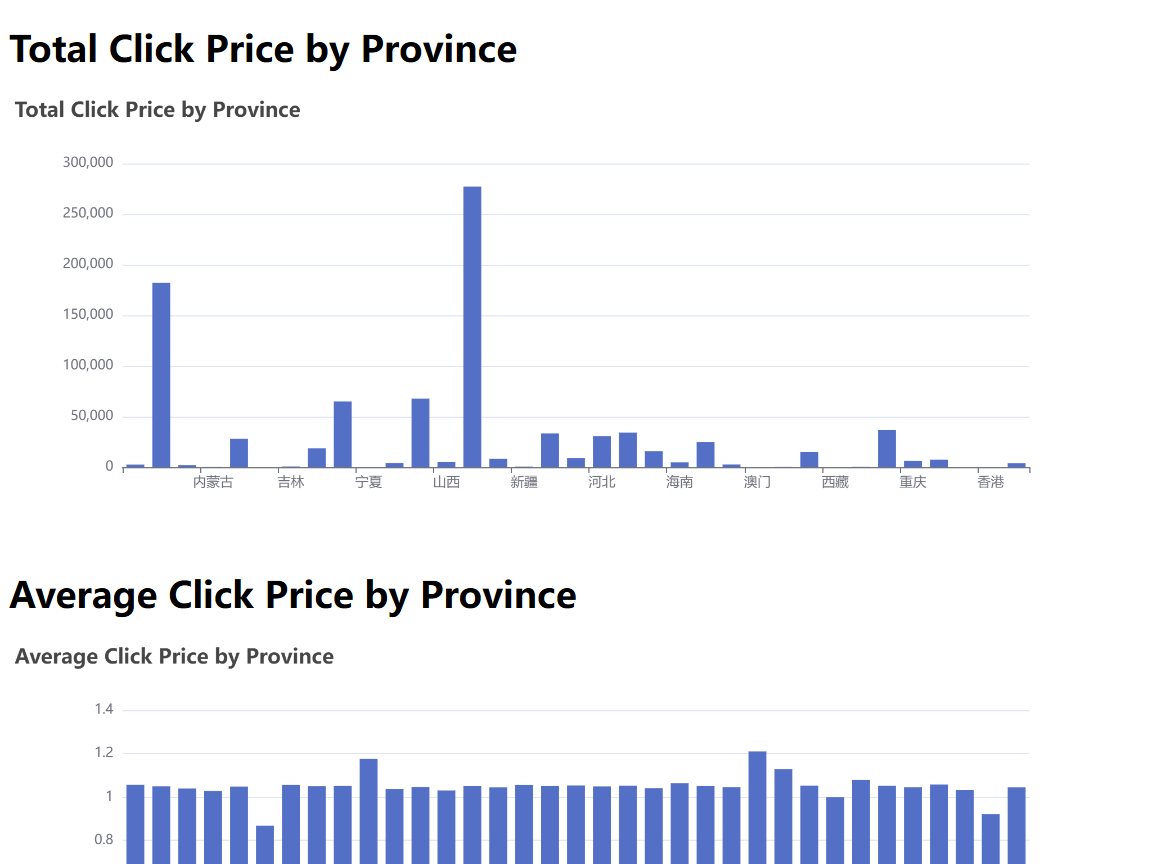 Total Click Price by Province
Total Click Price by Province
300,000
250,000
200,000
150,000
100,000
50,000
0
内蒙古 吉林 宁夏 山西 新疆 河北 海南 澳门 西藏 重庆 香港
Average Click Price by Province
Average Click Price by Province
1.4
1.2
1
0.8